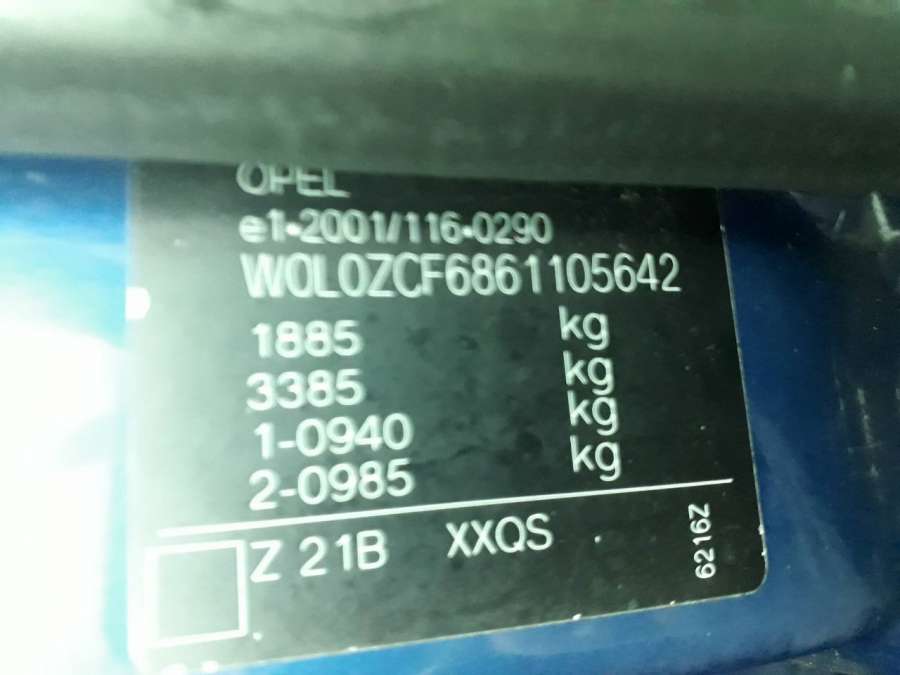 OPEL
e1*2001/116*0290
W0L0ZCF6861105642
1885 kg
3385 kg
1-0940 kg
2-0985 kg
Z 21B XXQS
6216Z